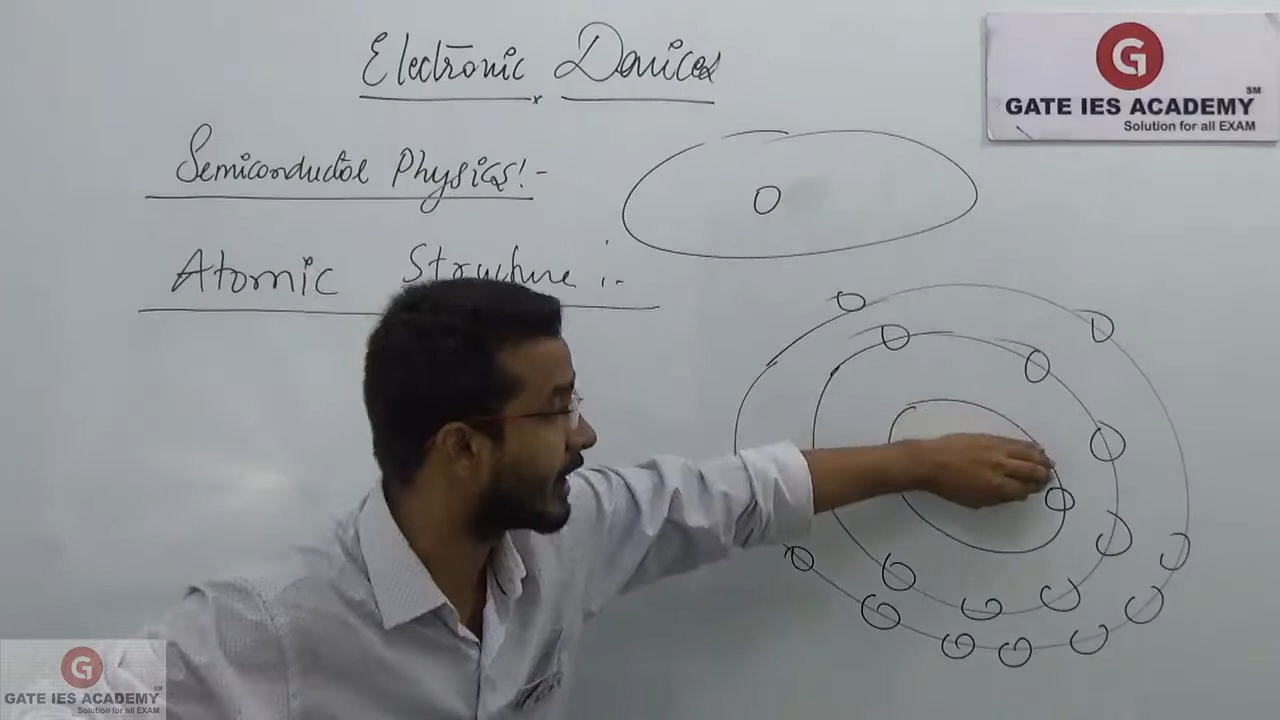 Electronic Devices
Semiconductor Physics:-
Atomic Structure :-
G
GATE IES ACADEMY SM
Solution for all EXAM
G
GATE IES ACADEMY SM
Solution for all EXAM